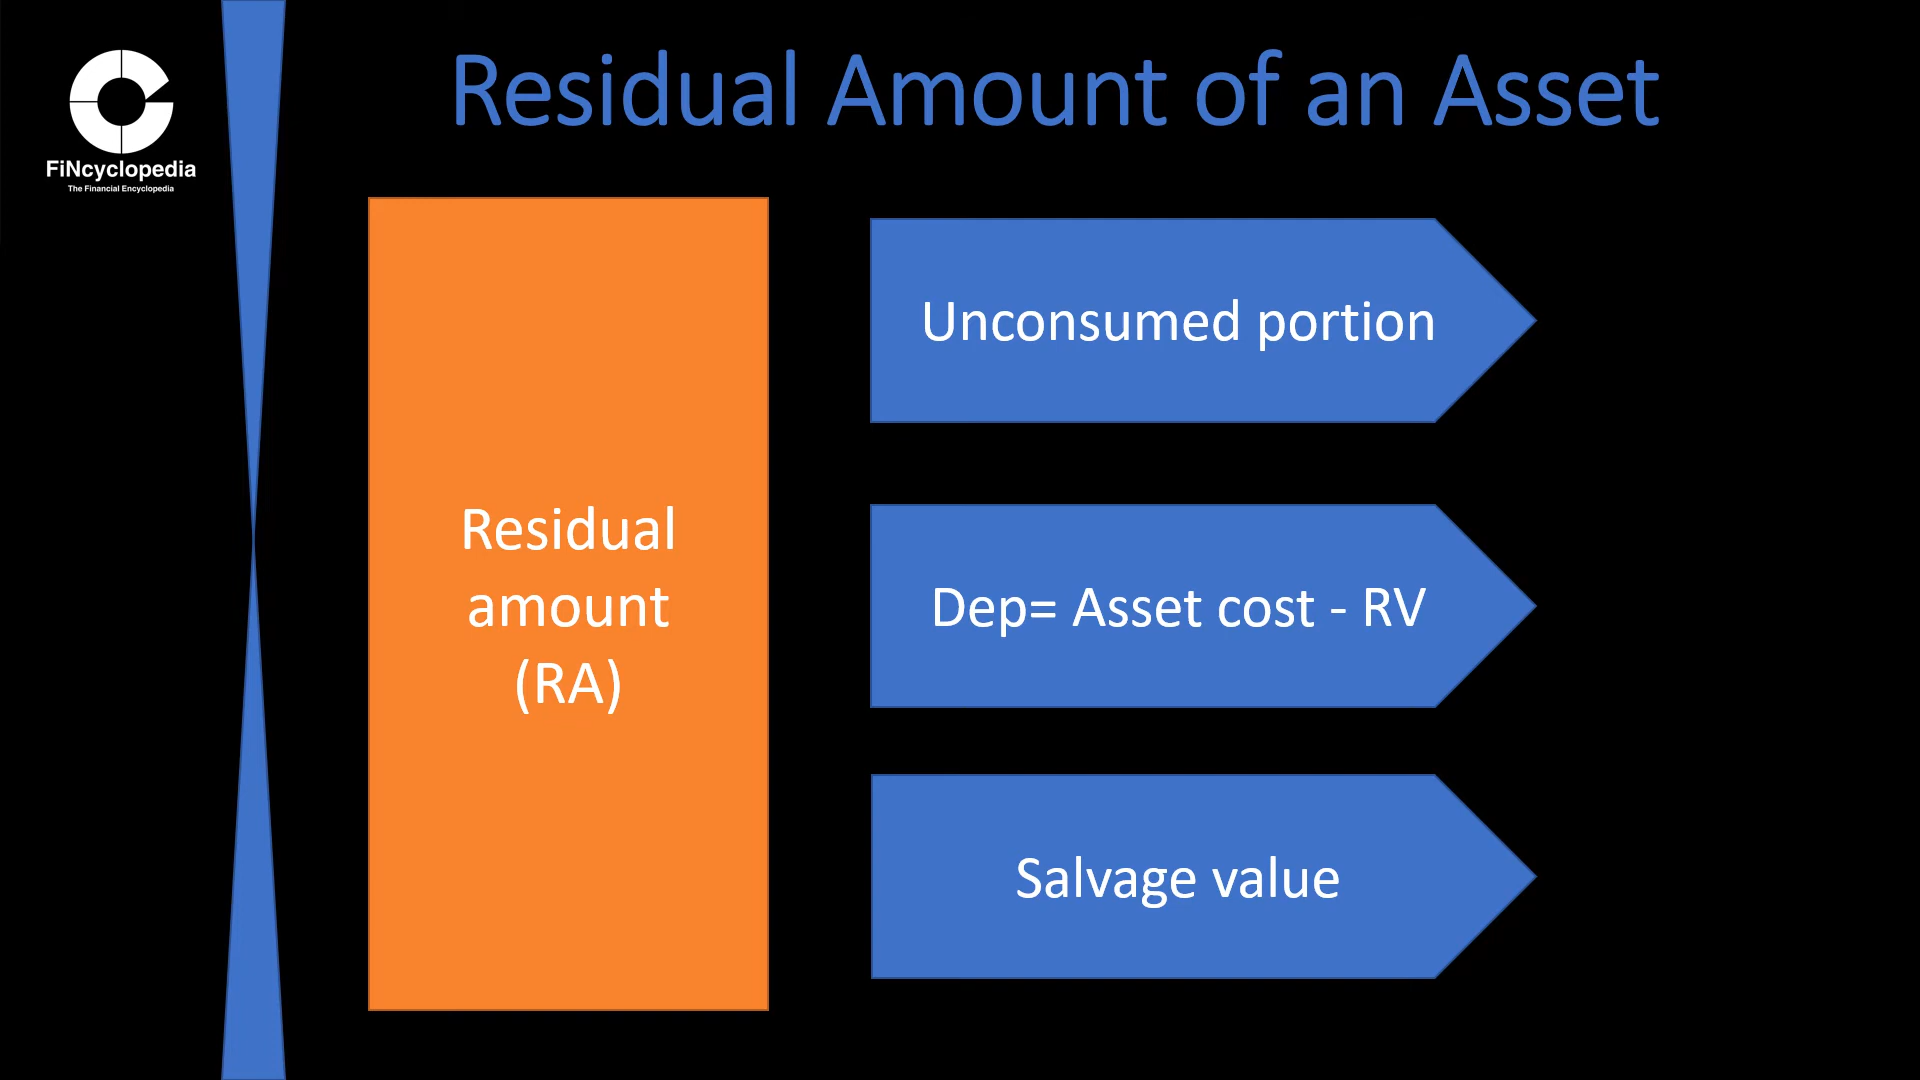 Residual Amount of an Asset
FiNcyclopedia
The Financial Encyclopedia
Residual
amount
(RA)
Unconsumed portion
Dep= Asset cost - RV
Salvage value